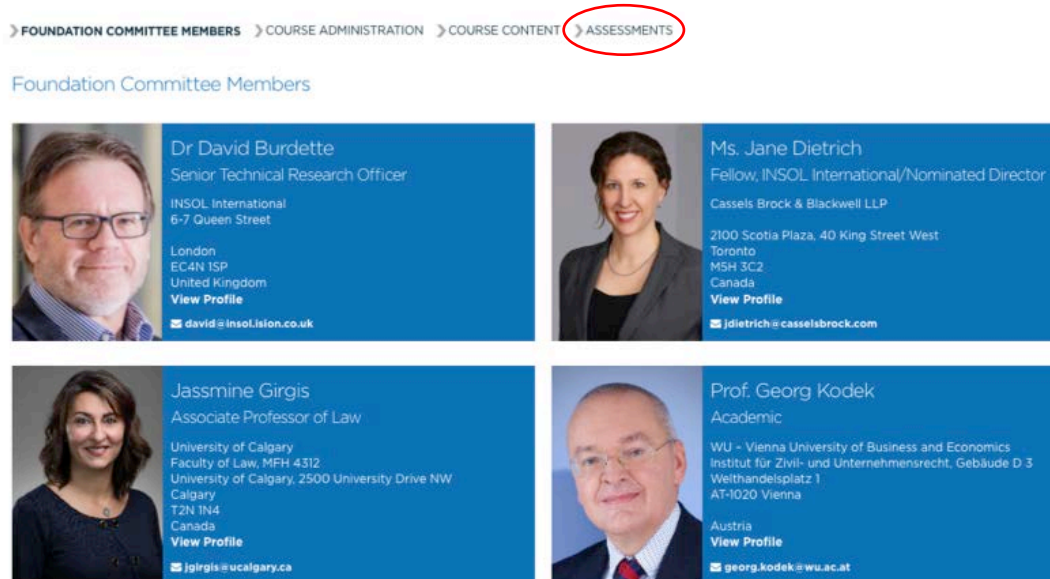 FOUNDATION COMMITTEE MEMBERS COURSE ADMINISTRATION COURSE CONTENT ASSESSMENTS
Foundation Committee Members
Dr David Burdette
Senior Technical Research Officer
INSOL International
6-7 Queen Street
London
EC4N 1SP
United Kingdom
View Profile
david@insol.ision.co.uk
Ms. Jane Dietrich
Fellow, INSOL International/Nominated Director
Cassels Brock & Blackwell LLP
2100 Scotia Plaza, 40 King Street West
Toronto
M5H 3C2
Canada
View Profile
jdietrich@casselsbrock.com
Jassmine Girgis
Associate Professor of Law
University of Calgary
Faculty of Law, MFH 4312
University of Calgary, 2500 University Drive NW
Calgary
T2N 1N4
Canada
View Profile
jgirgis@ucalgary.ca
Prof. Georg Kodek
Academic
WU – Vienna University of Business and Economics
Institut für Zivil- und Unternehmensrecht, Gebäude D 3
Welthandelsplatz 1
AT-1020 Vienna
Austria
View Profile
georg.kodek@wu.ac.at